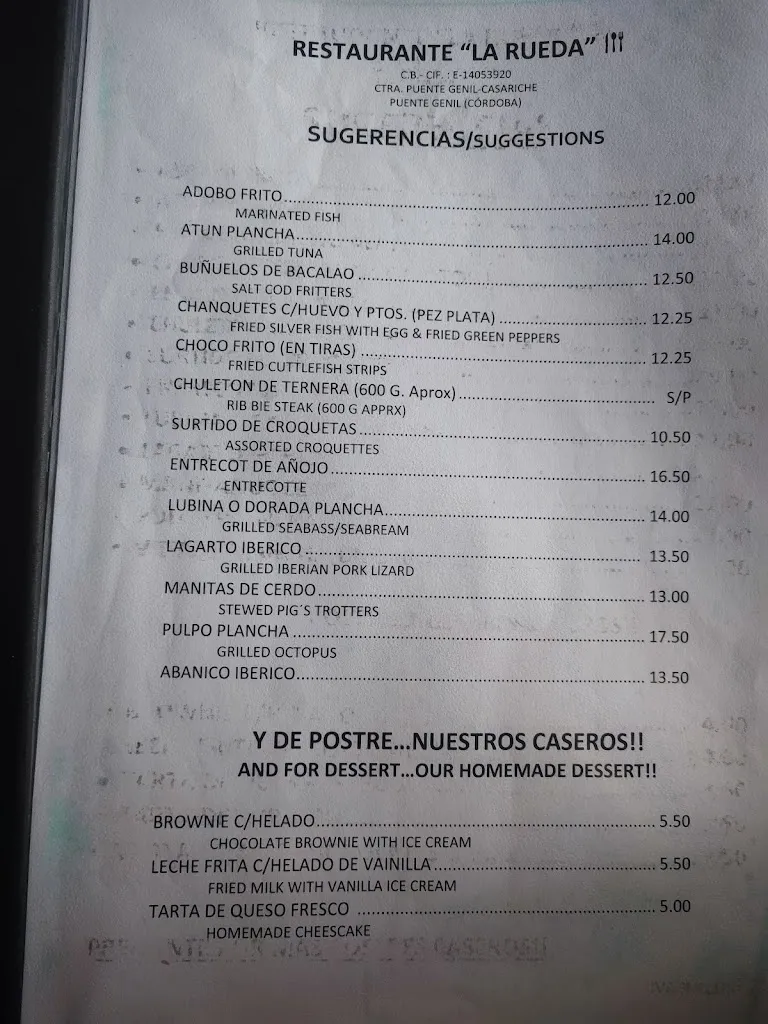 RESTAURANTE "LA RUEDA"
C.B.- CIF. : E-14053920
CTRA. PUENTE GENIL-CASARICHE
PUENTE GENIL (CÓRDOBA)
SUGERENCIAS/SUGGESTIONS
ADOBO FRITO 12.00
MARINATED FISH
ATUN PLANCHA 14.00
GRILLED TUNA
BUÑUELOS DE BACALAO 12.50
SALT COD FRITTERS
CHANQUETES C/HUEVO Y PTOS. (PEZ PLATA) 12.25
FRIED SILVER FISH WITH EGG & FRIED GREEN PEPPERS
CHOCO FRITO (EN TIRAS) 12.25
FRIED CUTTLEFISH STRIPS
CHULETON DE TERNERA (600 G. Aprox) S/P
RIB BIE STEAK (600 G APPRX)
SURTIDO DE CROQUETAS 10.50
ASSORTED CROQUETTES
ENTRECOT DE AÑOJO 16.50
ENTRECOTTE
LUBINA O DORADA PLANCHA 14.00
GRILLED SEABASS/SEABREAM
LAGARTO IBERICO 13.50
GRILLED IBERIAN PORK LIZARD
MANITAS DE CERDO 13.00
STEWED PIG´S TROTTERS
PULPO PLANCHA 17.50
GRILLED OCTOPUS
ABANICO IBERICO 13.50
Y DE POSTRE...NUESTROS CASEROS!!
AND FOR DESSERT...OUR HOMEMADE DESSERT!!
BROWNIE C/HELADO 5.50
CHOCOLATE BROWNIE WITH ICE CREAM
LECHE FRITA C/HELADO DE VAINILLA 5.50
FRIED MILK WITH VANILLA ICE CREAM
TARTA DE QUESO FRESCO 5.00
HOMEMADE CHEESCAKE